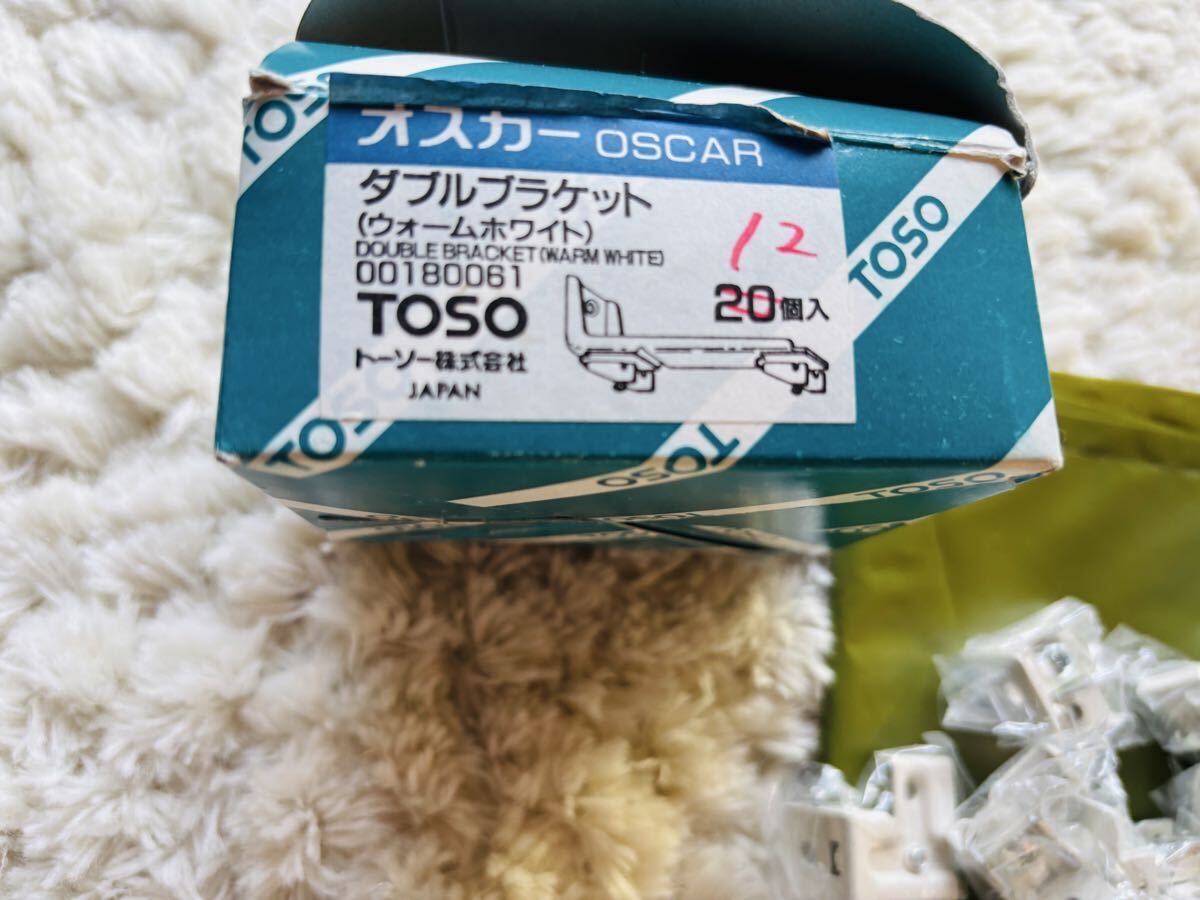 オスカー OSCAR
ダブルブラケット
(ウォームホワイト)
DOUBLE BRACKET(WARM WHITE)
00180061
12
20個入
TOSO
トーソー株式会社
JAPAN
TOSO
TOSO
TOSO
TOSO
TOSO